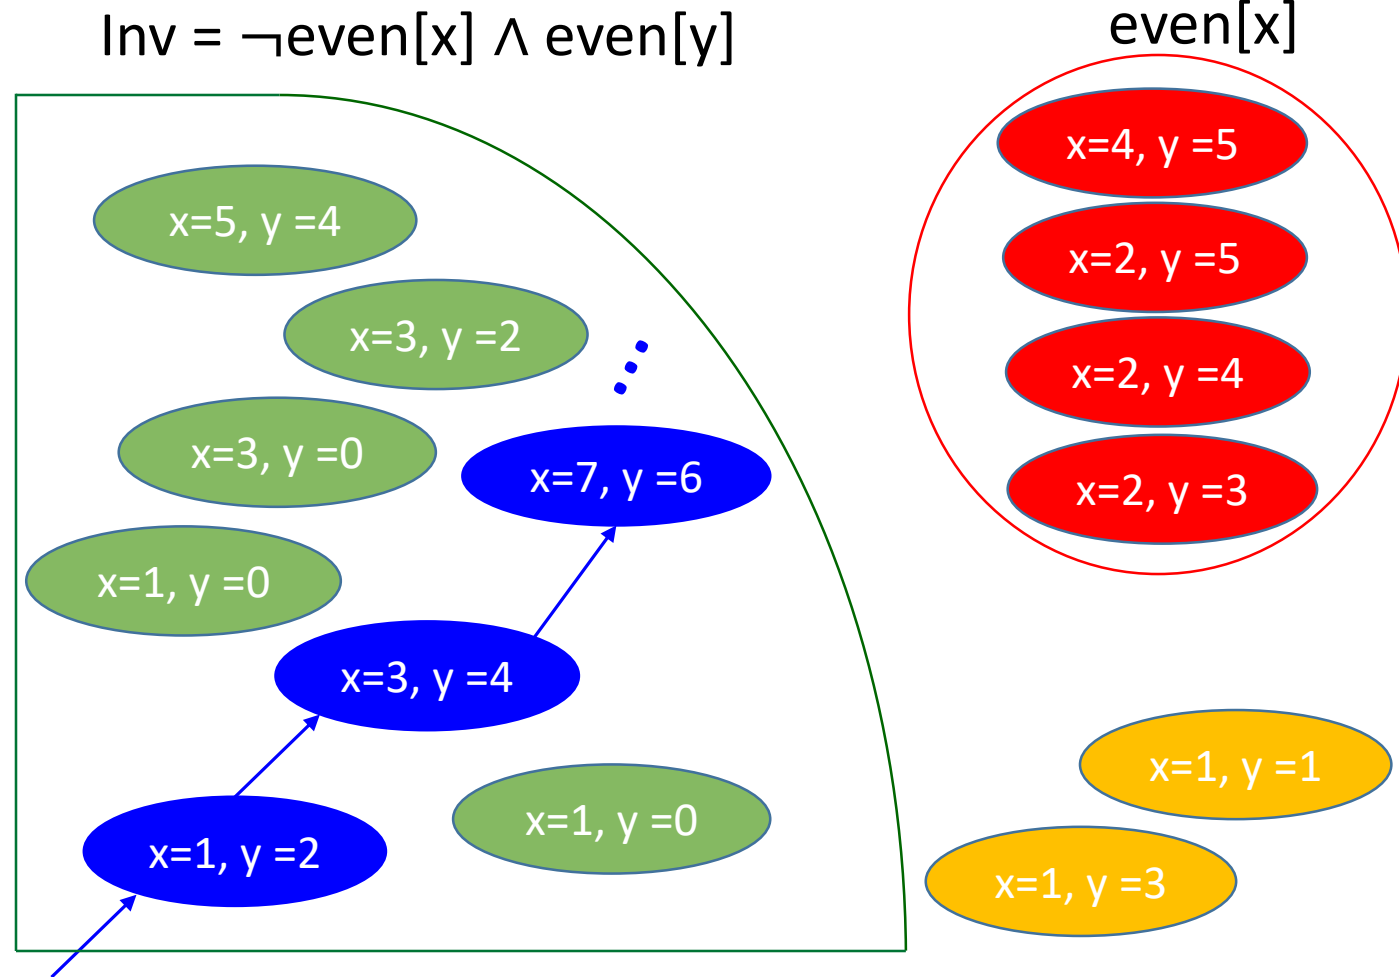 Inv = ¬even[x] ∧ even[y]
even[x]
x=5, y =4
x=3, y =2
x=3, y =0
x=7, y =6
x=1, y =0
x=3, y =4
x=1, y =0
x=1, y =2
x=4, y =5
x=2, y =5
x=2, y =4
x=2, y =3
x=1, y =1
x=1, y =3